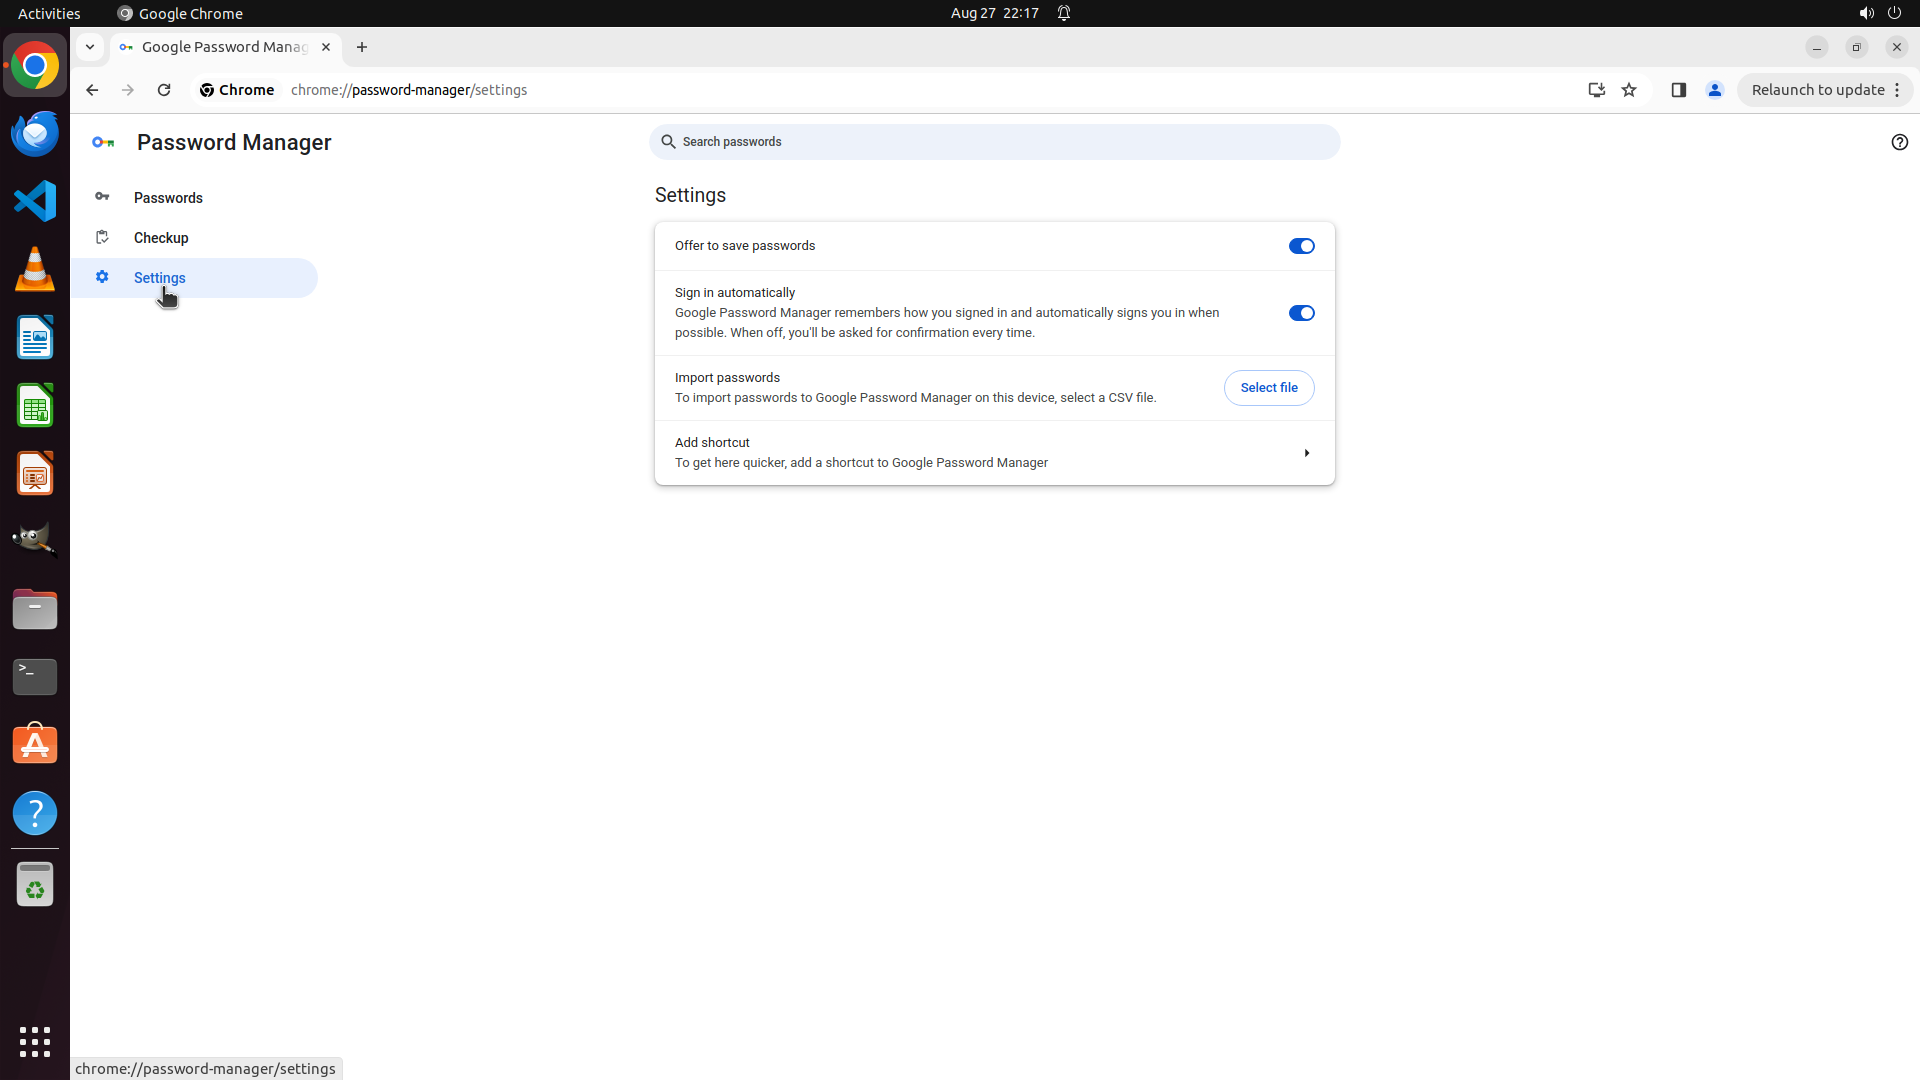 Activities
Google Chrome
Aug 27 22:17
Google Password Manag
Chrome
chrome://password-manager/settings
Relaunch to update
Password Manager
Search passwords
Passwords
Checkup
Settings
Settings
Offer to save passwords
Sign in automatically
Google Password Manager remembers how you signed in and automatically signs you in when
possible. When off, you'll be asked for confirmation every time.
Import passwords
To import passwords to Google Password Manager on this device, select a CSV file.
Select file
Add shortcut
To get here quicker, add a shortcut to Google Password Manager
chrome://password-manager/settings